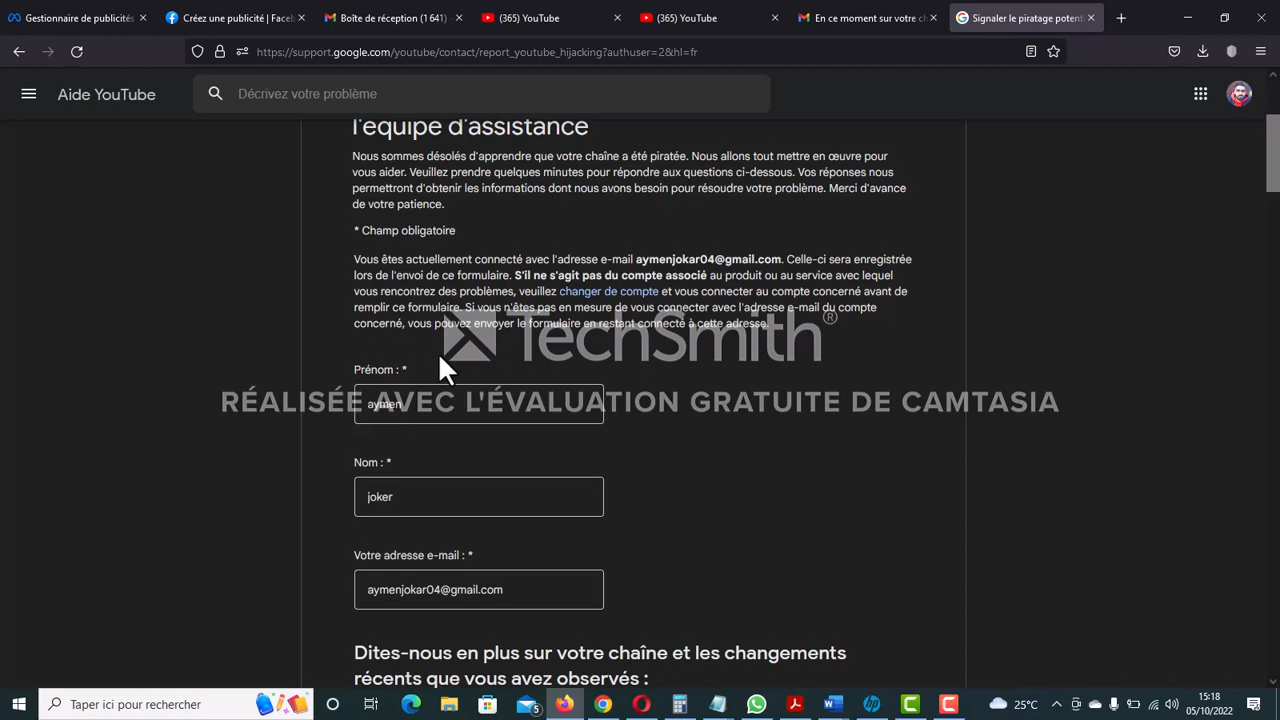 Gestionnaire de publicités
Créez une publicité | Faceb
Boîte de réception (1 641) -
(365) YouTube
(365) YouTube
En ce moment sur votre ch
Signaler le piratage potent
https://support.google.com/youtube/contact/report_youtube_hijacking?authuser=2&hl=fr
Aide YouTube
Décrivez votre problème
l'équipe d'assistance
Nous sommes désolés d'apprendre que votre chaîne a été piratée. Nous allons tout mettre en œuvre pour
vous aider. Veuillez prendre quelques minutes pour répondre aux questions ci-dessous. Vos réponses nous
permettront d'obtenir les informations dont nous avons besoin pour résoudre votre problème. Merci d'avance
de votre patience.
* Champ obligatoire
Vous êtes actuellement connecté avec l'adresse e-mail aymenjokar04@gmail.com. Celle-ci sera enregistrée
lors de l'envoi de ce formulaire. S'il ne s'agit pas du compte associé au produit ou au service avec lequel
vous rencontrez des problèmes, veuillez changer de compte et vous connecter au compte concerné avant de
remplir ce formulaire. Si vous n'êtes pas en mesure de vous connecter avec l'adresse e-mail du compte
concerné, vous pouvez envoyer le formulaire en restant connecté à cette adresse.
TechSmith®
Prénom : *
RÉALISÉE AVEC L'ÉVALUATION GRATUITE DE CAMTASIA
aymen
Nom : *
joker
Votre adresse e-mail : *
aymenjokar04@gmail.com
Dites-nous en plus sur votre chaîne et les changements
récents que vous avez observés :
Taper ici pour rechercher
5
25°C
15:18
05/10/2022